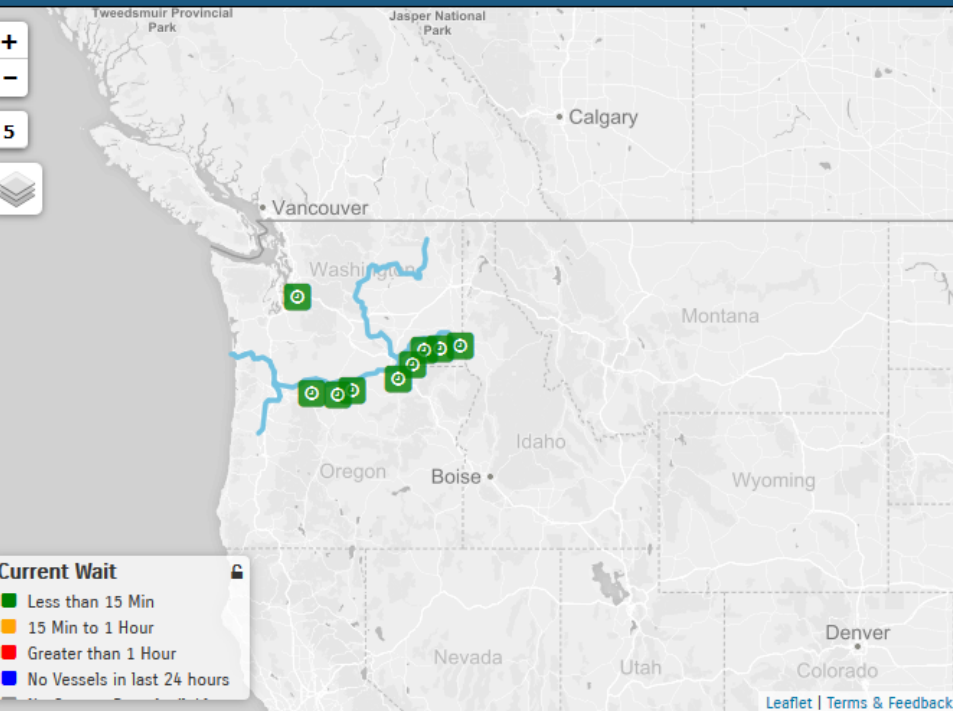 Tweedsmuir Provincial
Park
Jasper National
Park
+
−
5
Calgary
Vancouver
Washington
Montana
Idaho
Oregon
Boise
Wyoming
Current Wait
Less than 15 Min
15 Min to 1 Hour
Greater than 1 Hour
No Vessels in last 24 hours
Nevada
Utah
Denver
Colorado
Leaflet | Terms & Feedback